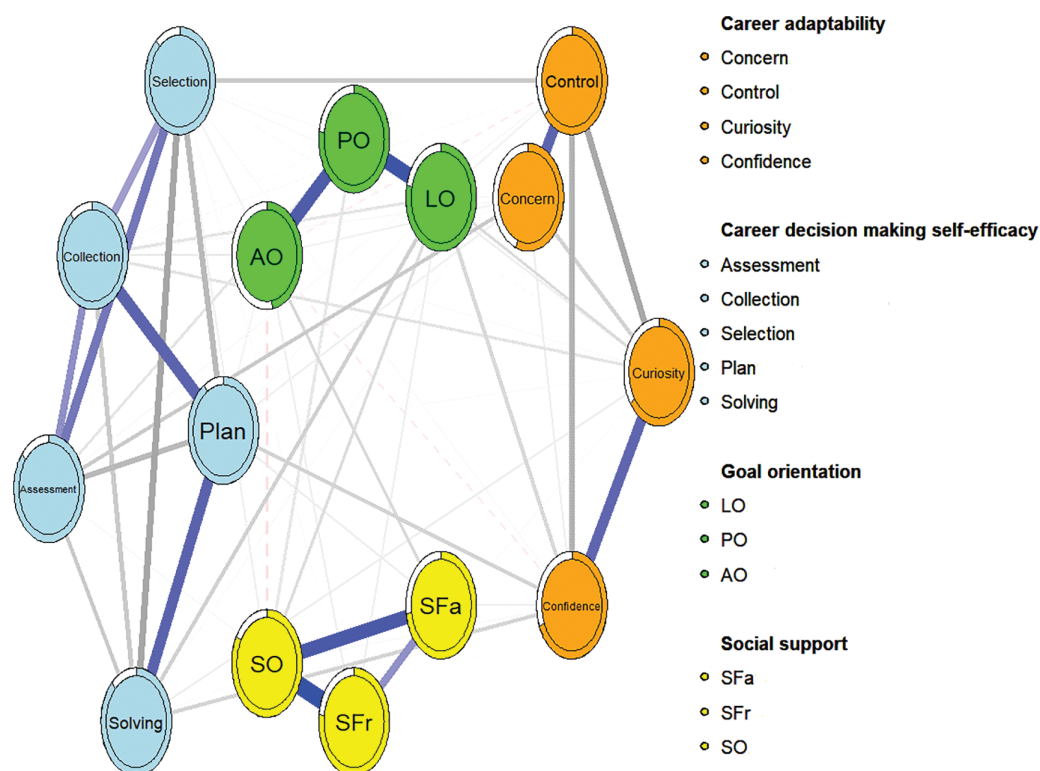 Selection
Control
PO
LO
Concern
Collection
AO
Curiosity
Plan
Assessment
SFa
Confidence
SO
Solving
SFr
Career adaptability
Concern
Control
Curiosity
Confidence
Career decision making self-efficacy
Assessment
Collection
Selection
Plan
Solving
Goal orientation
LO
PO
AO
Social support
SFa
SFr
SO